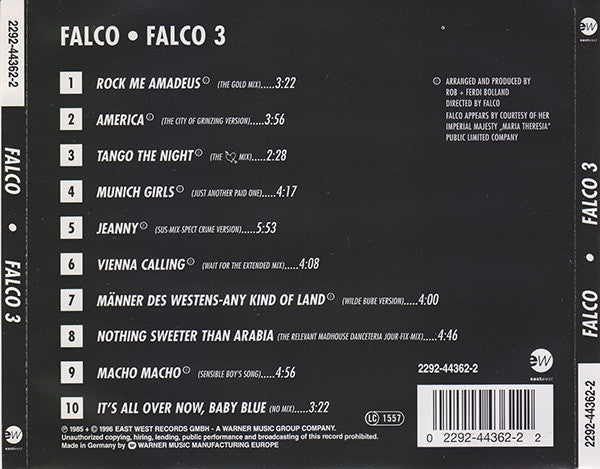 2292-44362-2
FALCO • FALCO 3
FALCO • FALCO 3
1 ROCK ME AMADEUS (THE GOLD MIX).....3:22
2 AMERICA (THE CITY OF GRINZING VERSION).....3:56
3 TANGO THE NIGHT (THE MIX).....2:28
4 MUNICH GIRLS (JUST ANOTHER PAID ONE).....4:17
5 JEANNY (SUS-MIX-SPECT CRIME VERSION).....5:53
6 VIENNA CALLING (WAIT FOR THE EXTENDED MIX).....4:08
7 MÄNNER DES WESTENS-ANY KIND OF LAND (WILDE BUBE VERSION).....4:00
8 NOTHING SWEETER THAN ARABIA (THE RELEVANT MADHOUSE DANCETERIA JOUR-FIX-MIX).....4:46
9 MACHO MACHO (SENSIBLE BOY'S SONG).....4:56
10 IT'S ALL OVER NOW, BABY BLUE (NO MIX).....3:22
ARRANGED AND PRODUCED BY
ROB + FERDI BOLLAND
DIRECTED BY FALCO
FALCO APPEARS BY COURTESY OF HER
IMPERIAL MAJESTY „MARIA THERESIA"
PUBLIC LIMITED COMPANY
2292-44362-2
ew
eastwest
LC 1557
0 2292-44362-2 2
℗ 1985 + © 1996 EAST WEST RECORDS GMBH - A WARNER MUSIC GROUP COMPANY.
Unauthorized copying, hiring, lending, public performance and broadcasting of this record prohibited.
Made in Germany by WARNER MUSIC MANUFACTURING EUROPE
ew
eastwest
ew
eastwest
FALCO • FALCO 3
2292-44362-2